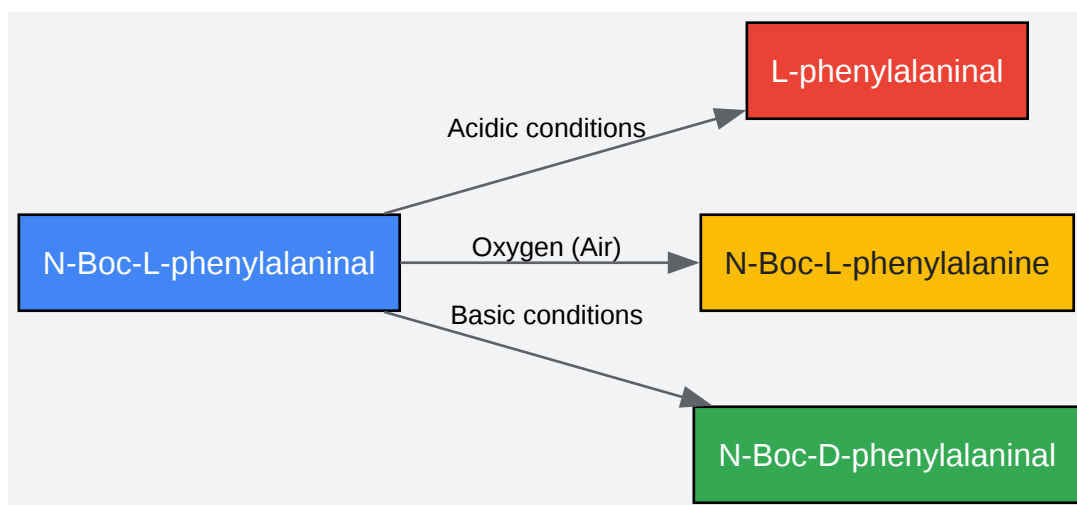 L-phenylalaninal
Acidic conditions
N-Boc-L-phenylalaninal
Oxygen (Air)
N-Boc-L-phenylalanine
Basic conditions
N-Boc-D-phenylalaninal